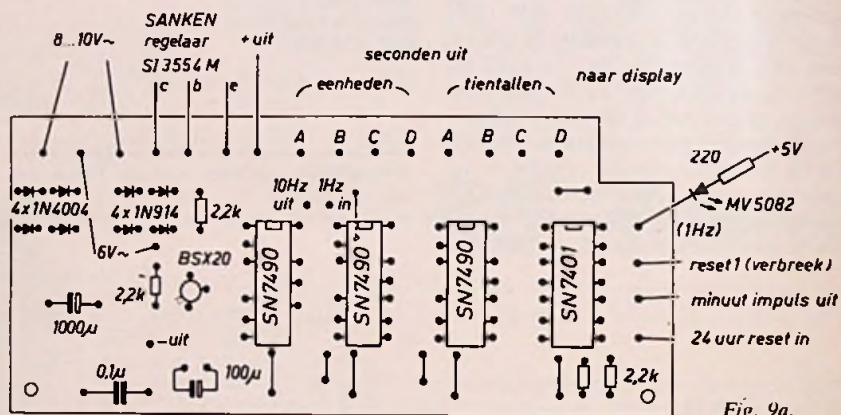 8...10V~
SANKEN
regelaar
SI 3554 M
c b e
+ uit
seconden uit
eenheden
tientallen
naar display
A B C D A B C D
220
+5V
MV5082
(1Hz)
4x1N4004
4x1N914
2,2k
10Hz
uit
1Hz
in
6V~
BSX20
2,2k
SN7490
SN7490
SN7490
SN7401
reset 1 (verbreek)
minuut impuls uit
24 uur reset in
1000µ
-uit
0,1µ
100µ
2,2k
Fig. 9a.